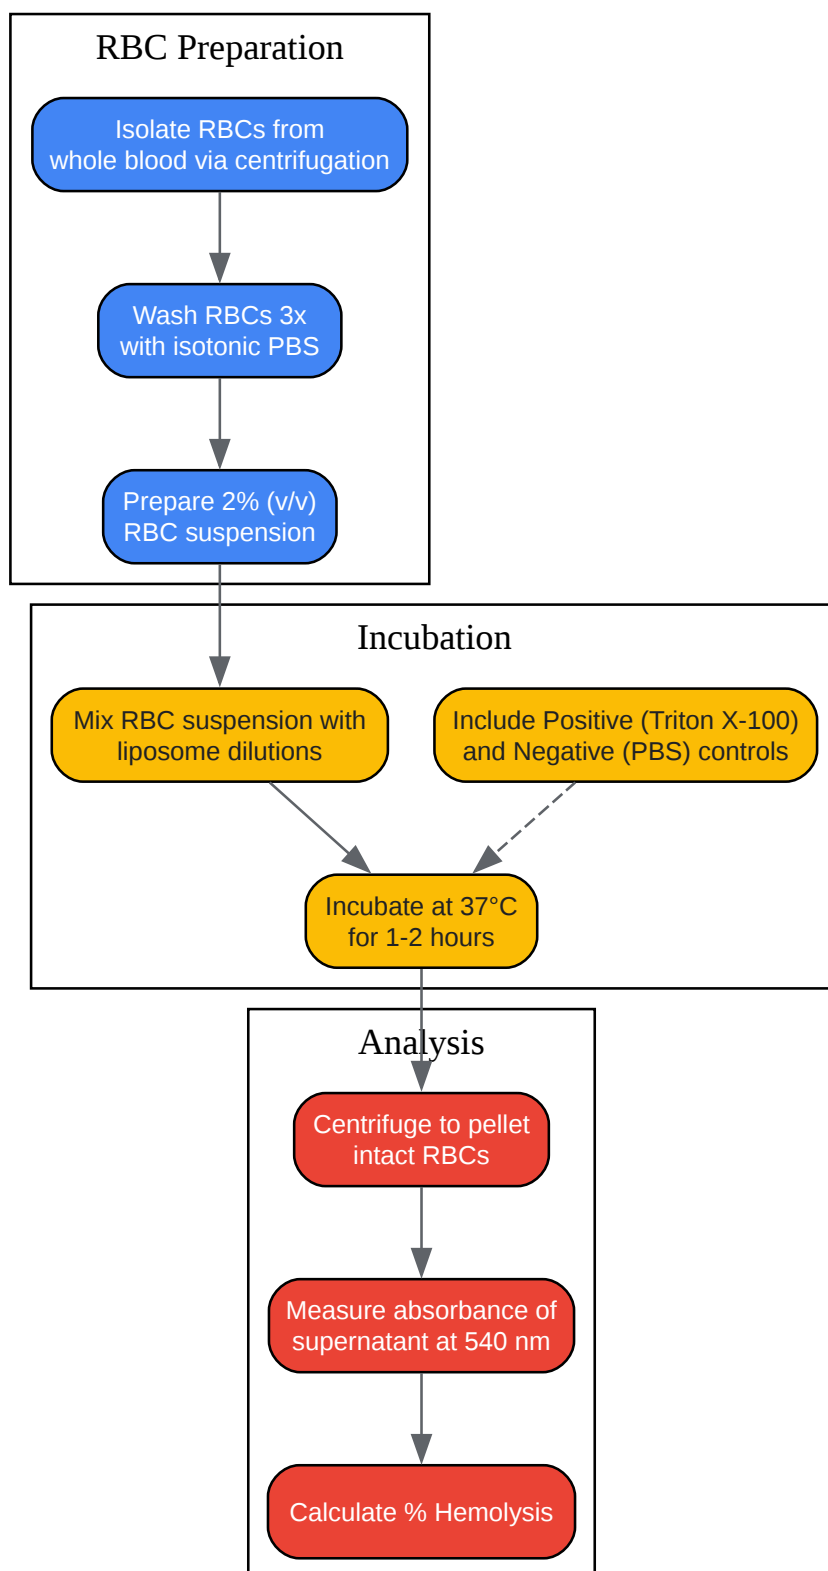 RBC Preparation
Isolate RBCs from
whole blood via centrifugation
Wash RBCs 3x
with isotonic PBS
Prepare 2% (v/v)
RBC suspension
Incubation
Mix RBC suspension with
liposome dilutions
Include Positive (Triton X-100)
and Negative (PBS) controls
Incubate at 37°C
for 1-2 hours
Analysis
Centrifuge to pellet
intact RBCs
Measure absorbance of
supernatant at 540 nm
Calculate % Hemolysis